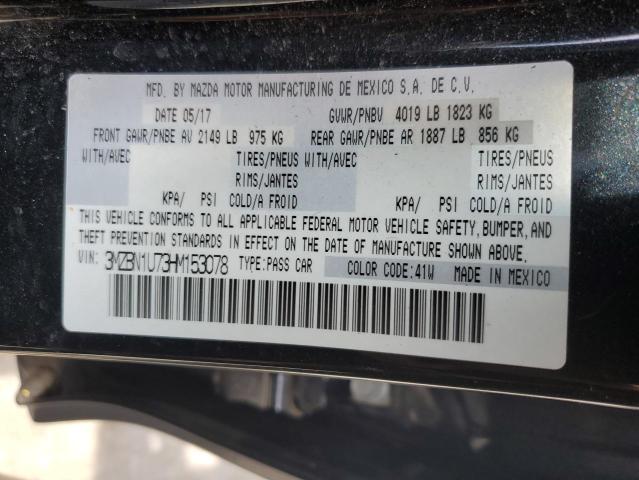 MFD. BY MAZDA MOTOR MANUFACTURING DE MEXICO S.A. DE C.V.
DATE 05/17 GVWR/PNBV 4019 LB 1823 KG
FRONT GAWR/PNBE AV 2149 LB 975 KG REAR GAWR/PNBE AR 1887 LB 856 KG
WITH/AVEC TIRES/PNEUS WITH/AVEC TIRES/PNEUS
RIMS/JANTES RIMS/JANTES
KPA/ PSI COLD/A FROID KPA/ PSI COLD/A FROID
THIS VEHICLE CONFORMS TO ALL APPLICABLE FEDERAL MOTOR VEHICLE SAFETY, BUMPER, AND
THEFT PREVENTION STANDARDS IN EFFECT ON THE DATE OF MANUFACTURE SHOWN ABOVE.
VIN: 3MZBN1U73HM153078 TYPE:PASS CAR COLOR CODE:41W MADE IN MEXICO